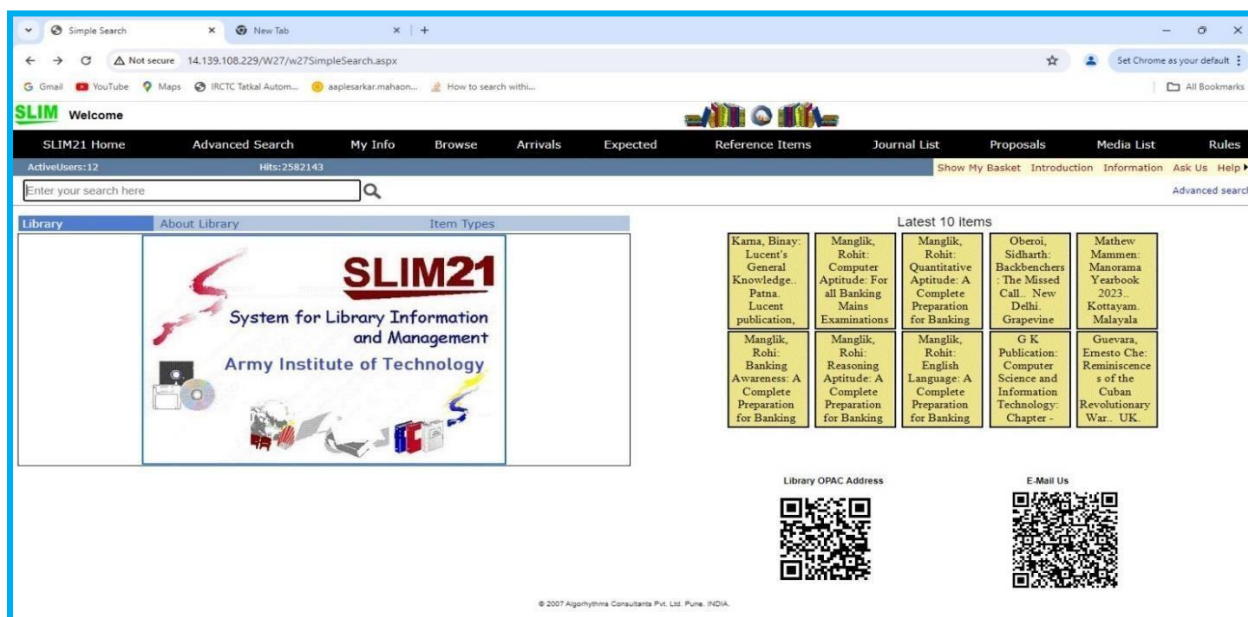 Simple Search
New Tab
Not secure 14.139.108.229/W27/w27SimpleSearch.aspx
Set Chrome as your default
Gmail YouTube Maps IRCTC Tatkal Autom... aaplesarkar.mahaon... How to search withi...
All Bookmarks
SLIM Welcome
SLIM21 Home Advanced Search My Info Browse Arrivals Expected Reference Items Journal List Proposals Media List Rules
ActiveUsers:12 Hits:2582143
Show My Basket Introduction Information Ask Us Help
Enter your search here
Advanced search
Library About Library Item Types
SLIM21
System for Library Information
and Management
Army Institute of Technology
Latest 10 items
Karna, Binay:
Lucent's
General
Knowledge..
Patna.
Lucent
publication,
Manglik,
Rohit:
Computer
Aptitude: For
all Banking
Mains
Examinations
Manglik,
Rohit:
Quantitative
Aptitude: A
Complete
Preparation
for Banking
Oberoi,
Sidharth:
Backbenchers
: The Missed
Call.. New
Delhi.
Grapevine
Mathew
Mammen:
Manorama
Yearbook
2023..
Kottayam.
Malayala
Manglik,
Rohi:
Banking
Awareness: A
Complete
Preparation
for Banking
Manglik,
Rohi:
Reasoning
Aptitude: A
Complete
Preparation
for Banking
Manglik,
Rohit:
English
Language: A
Complete
Preparation
for Banking
G K
Publication:
Computer
Science and
Information
Technology:
Chapter -
Guevara,
Ernesto Che:
Reminiscence
s of the
Cuban
Revolutionary
War.. UK.
Library OPAC Address
E-Mail Us
© 2007 Algorhythms Consultants Pvt. Ltd. Pune. INDIA.